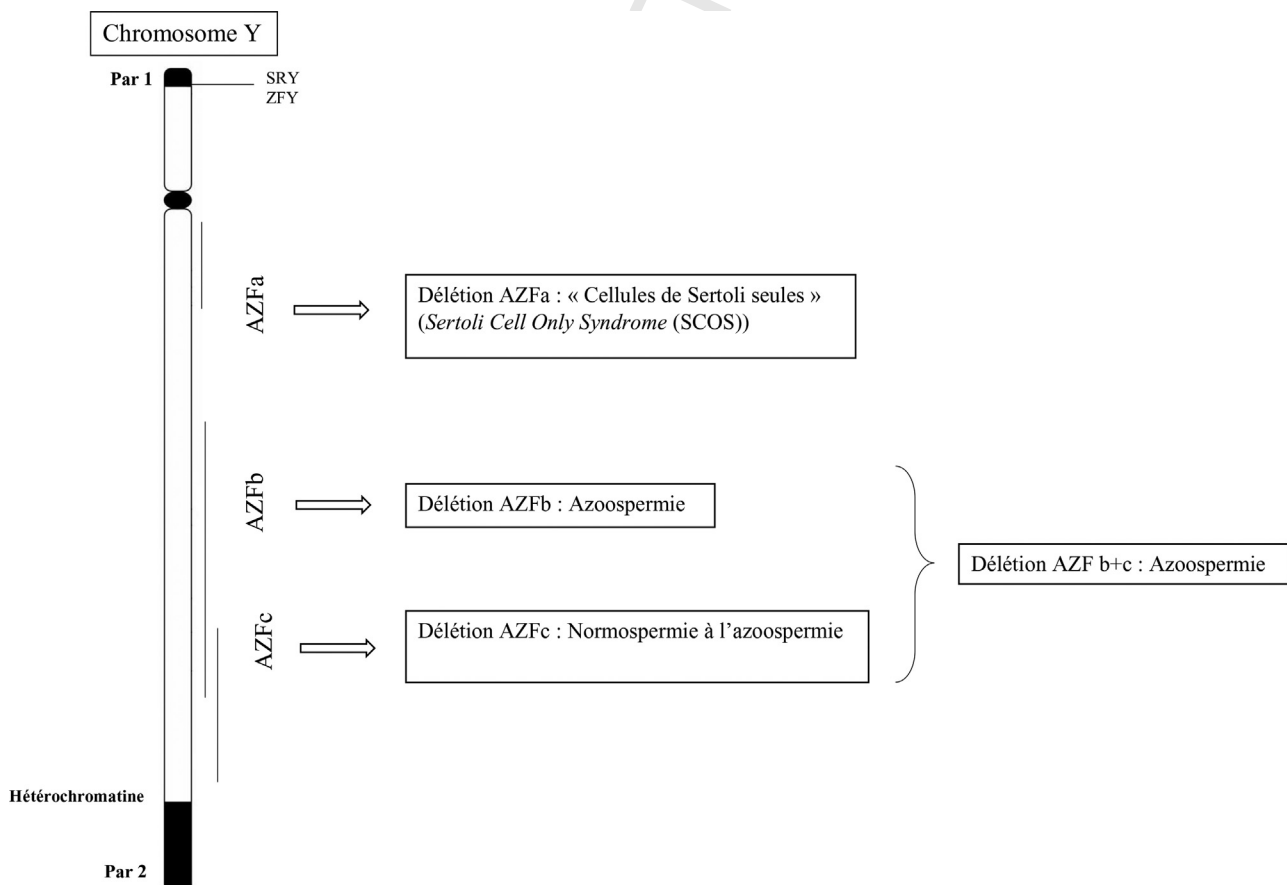 Chromosome Y
Par 1
SRY
ZFY
AZFa
Délétion AZFa : « Cellules de Sertoli seules »
(Sertoli Cell Only Syndrome (SCOS))
AZFb
Délétion AZFb : Azoospermie
Délétion AZF b+c : Azoospermie
AZFc
Délétion AZFc : Normospermie à l’azoospermie
Hétérochromatine
Par 2